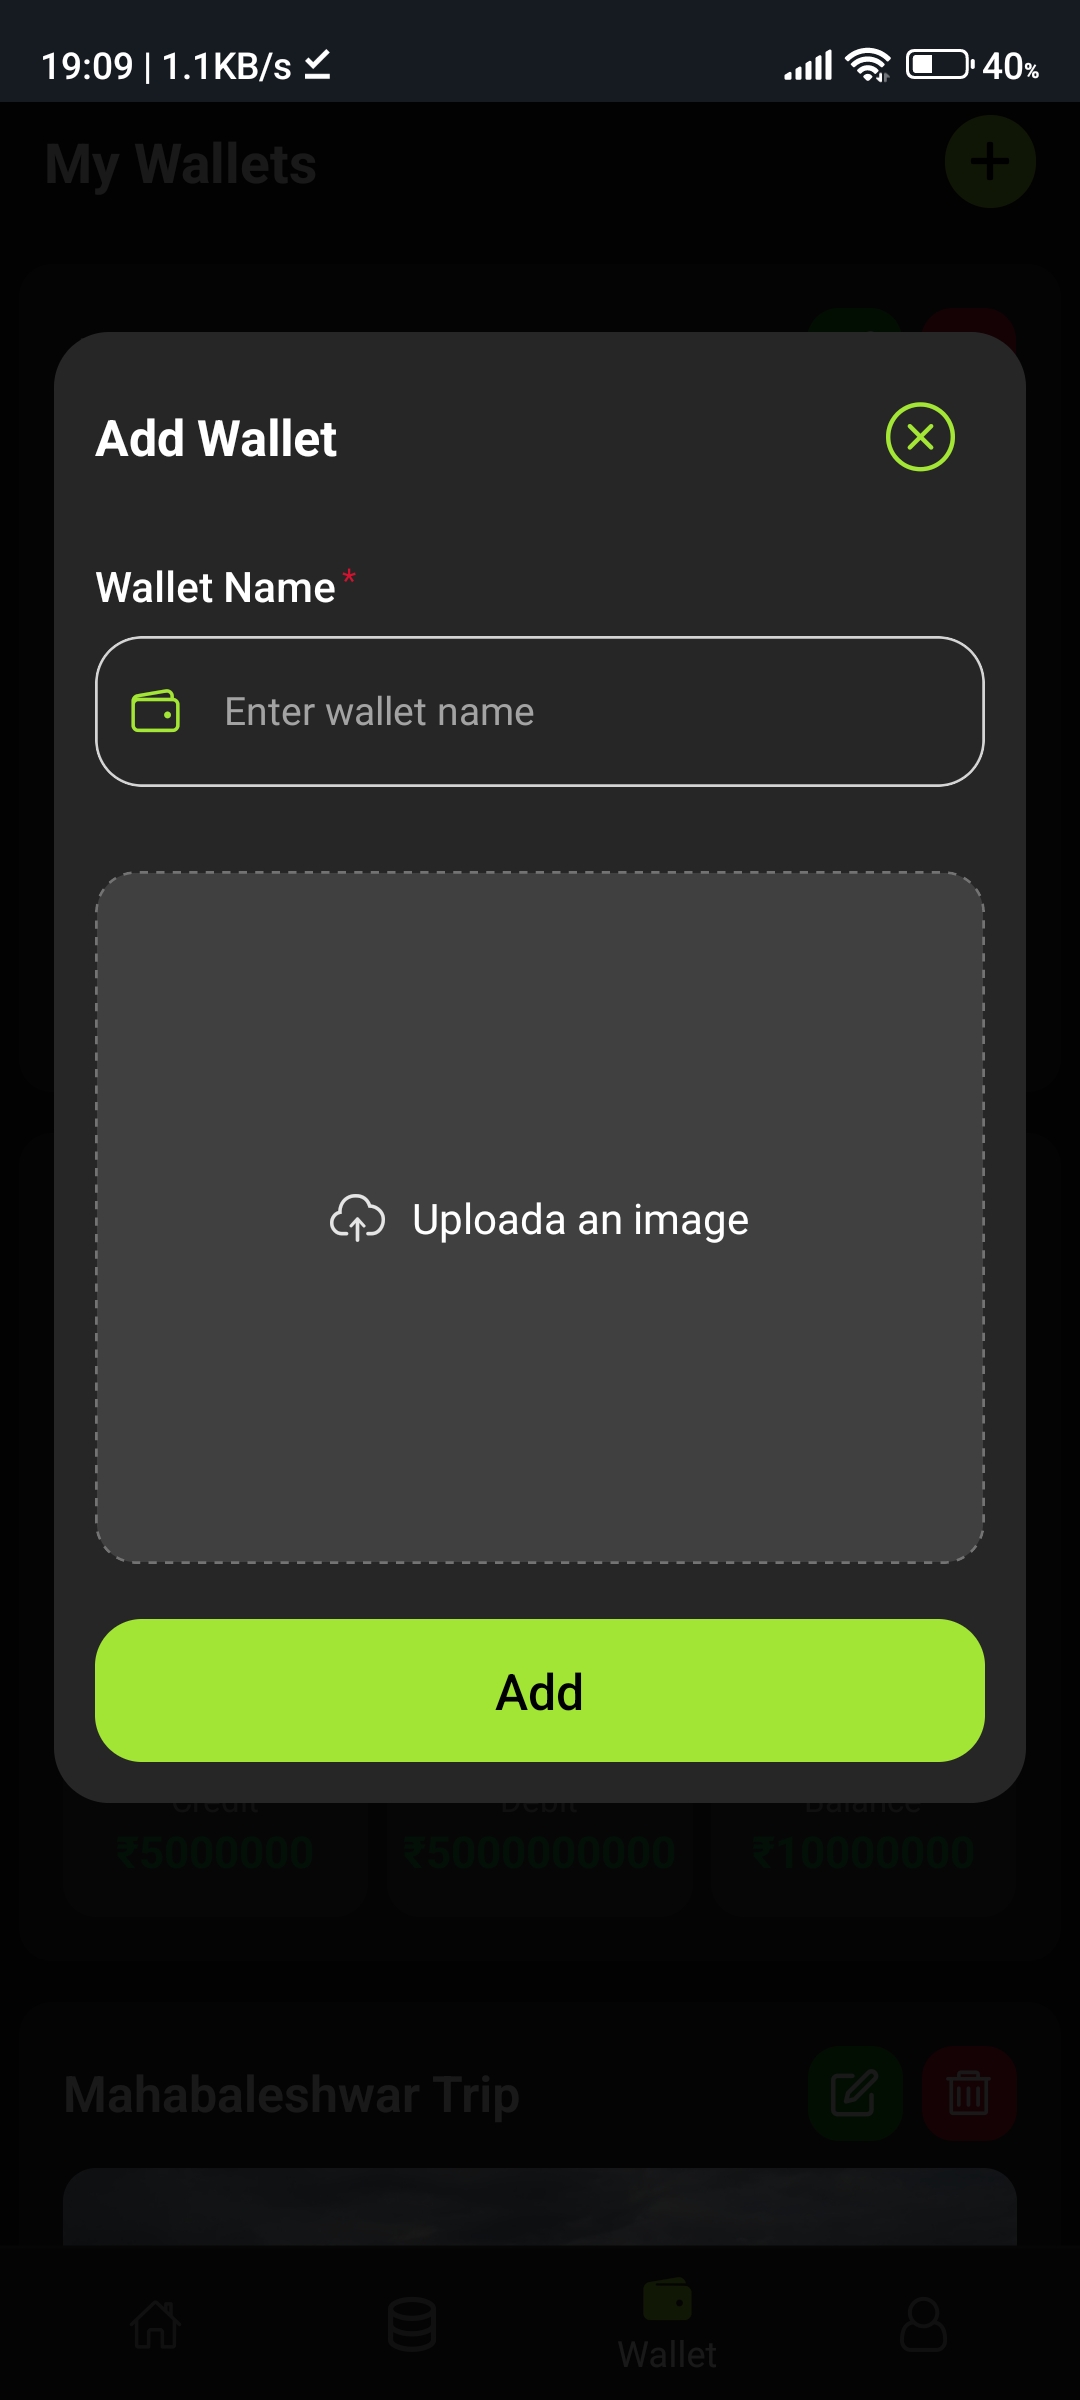 19:09 | 1.1KB/s
40%
My Wallets
Add Wallet
Wallet Name *
Enter wallet name
Uploada an image
Add
Credit Debit Balance
₹5000000 ₹5000000000 ₹10000000
Mahabaleshwar Trip
Wallet